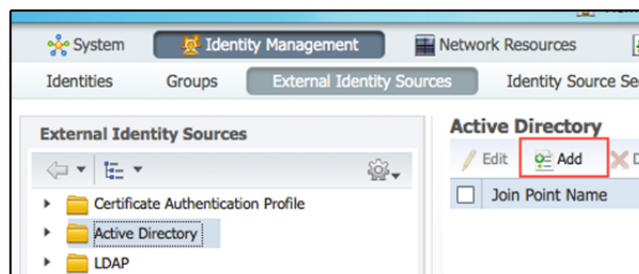 System Identity Management Network Resources
Identities Groups External Identity Sources Identity Source Se
External Identity Sources
Active Directory
Edit Add
Join Point Name
Certificate Authentication Profile
Active Directory
LDAP